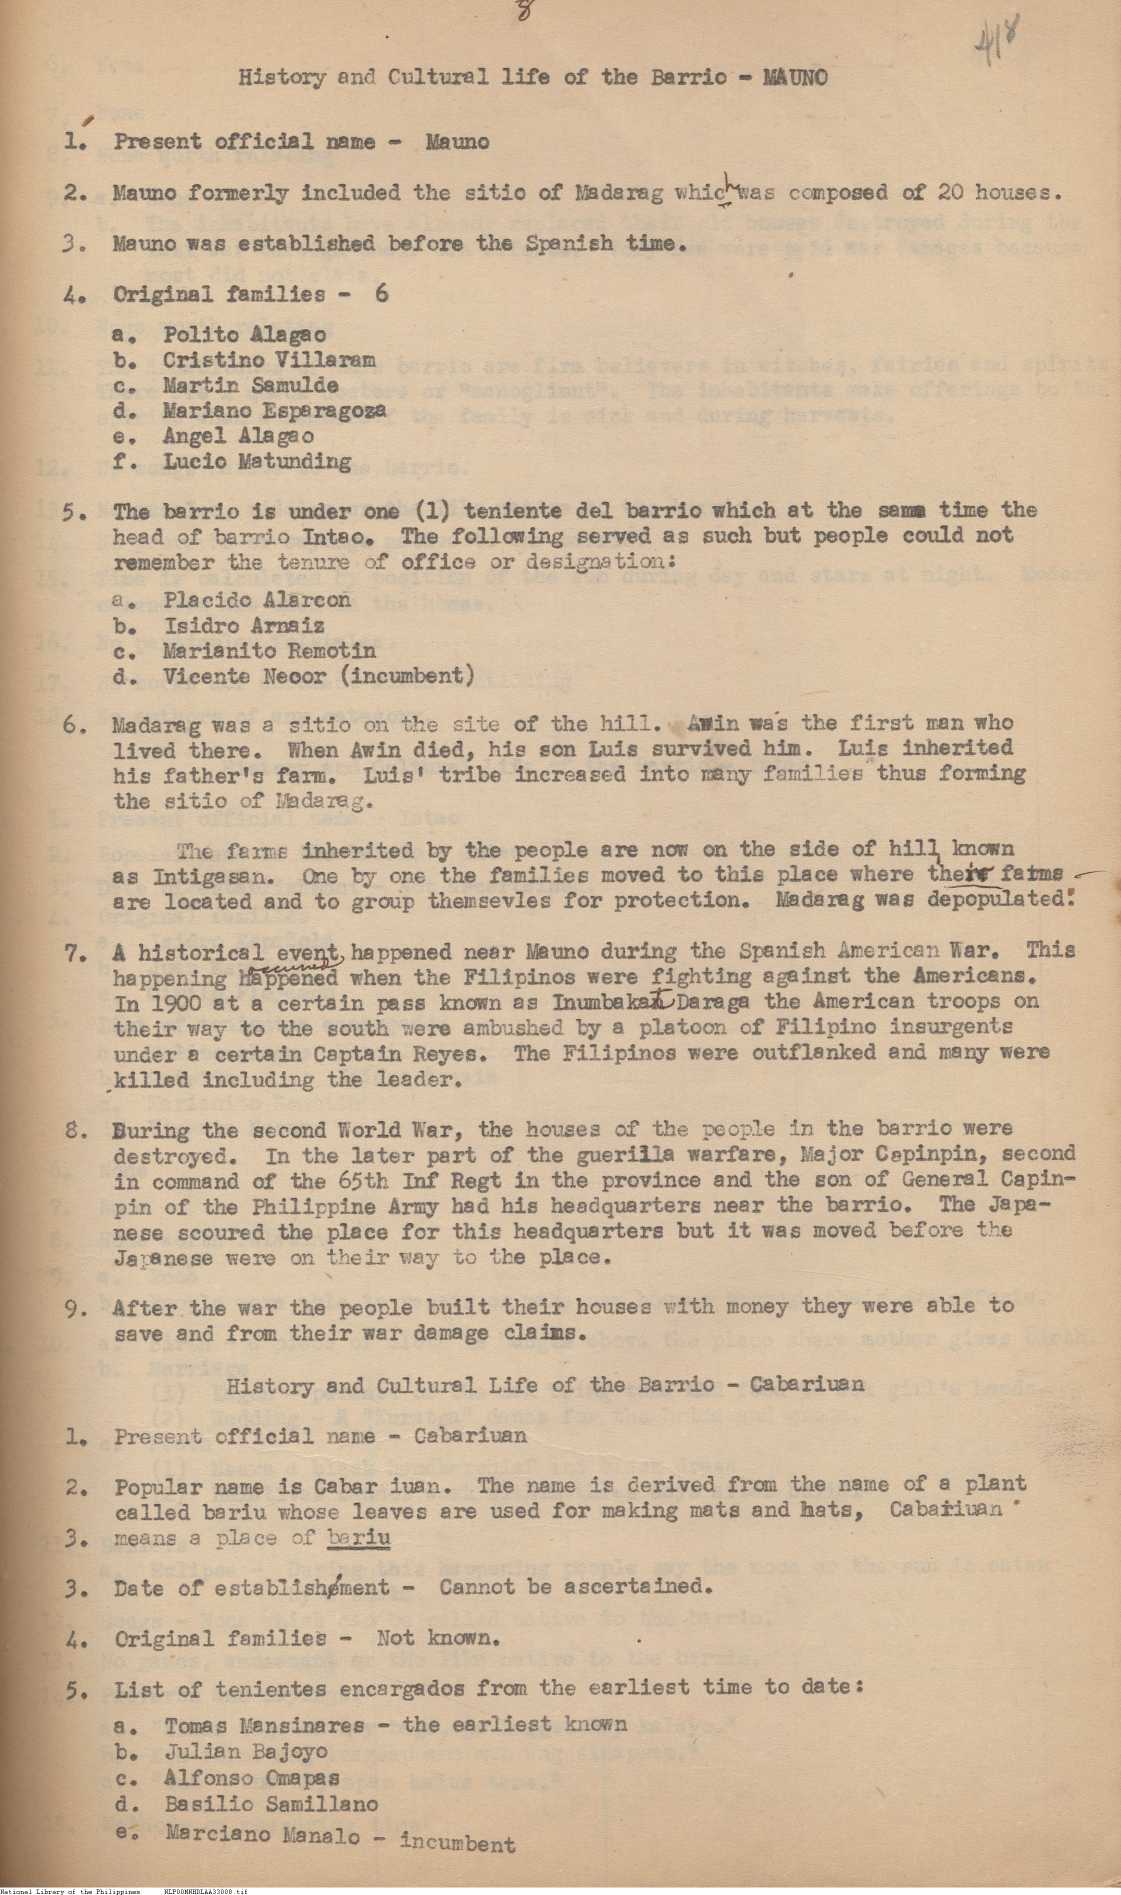 8
418
History and Cultural life of the Barrio - MAUNO
1. Present official name - Mauno
2. Mauno formerly included the sitio of Madarag which was composed of 20 houses.
3. Mauno was established before the Spanish time.
4. Original families - 6
a. Polito Alagao
b. Cristino Villaram
c. Martin Samulde
d. Mariano Esparagoza
e. Angel Alagao
f. Lucio Matunding
5. The barrio is under one (1) teniente del barrio which at the same time the
head of barrio Intao. The following served as such but people could not
remember the tenure of office or designation:
a. Placido Alarcon
b. Isidro Arnaiz
c. Marianito Remotin
d. Vicente Necor (incumbent)
6. Madarag was a sitio on the site of the hill. Awin was the first man who
lived there. When Awin died, his son Luis survived him. Luis inherited
his father's farm. Luis' tribe increased into many families thus forming
the sitio of Madarag.
The farms inherited by the people are now on the side of hill known
as Intigasan. One by one the families moved to this place where their farms
are located and to group themsevles for protection. Madarag was depopulated.
7. A historical event, happened near Mauno during the Spanish American War. This
occurred
happening Happened when the Filipinos were fighting against the Americans.
In 1900 at a certain pass known as Inumbakat Daraga the American troops on
their way to the south were ambushed by a platoon of Filipino insurgents
under a certain Captain Reyes. The Filipinos were outflanked and many were
killed including the leader.
8. During the second World War, the houses of the people in the barrio were
destroyed. In the later part of the guerilla warfare, Major Capinpin, second
in command of the 65th Inf Regt in the province and the son of General Capin-
pin of the Philippine Army had his headquarters near the barrio. The Japa-
nese scoured the place for this headquarters but it was moved before the
Japanese were on their way to the place.
9. After the war the people built their houses with money they were able to
save and from their war damage claims.
History and Cultural Life of the Barrio - Cabariuan
1. Present official name - Cabariuan
2. Popular name is Cabar iuan. The name is derived from the name of a plant
called bariu whose leaves are used for making mats and hats, Cabariuan
3. means a place of bariu
3. Date of establishment - Cannot be ascertained.
4. Original families - Not known.
5. List of tenientes encargados from the earliest time to date:
a. Tomas Mansinares - the earliest known
b. Julian Bajoyo
c. Alfonso Omapas
d. Basilio Samillano
e. Marciano Manalo - incumbent
National Library of the Philippines NLPOOMNHDLAA33008.tif